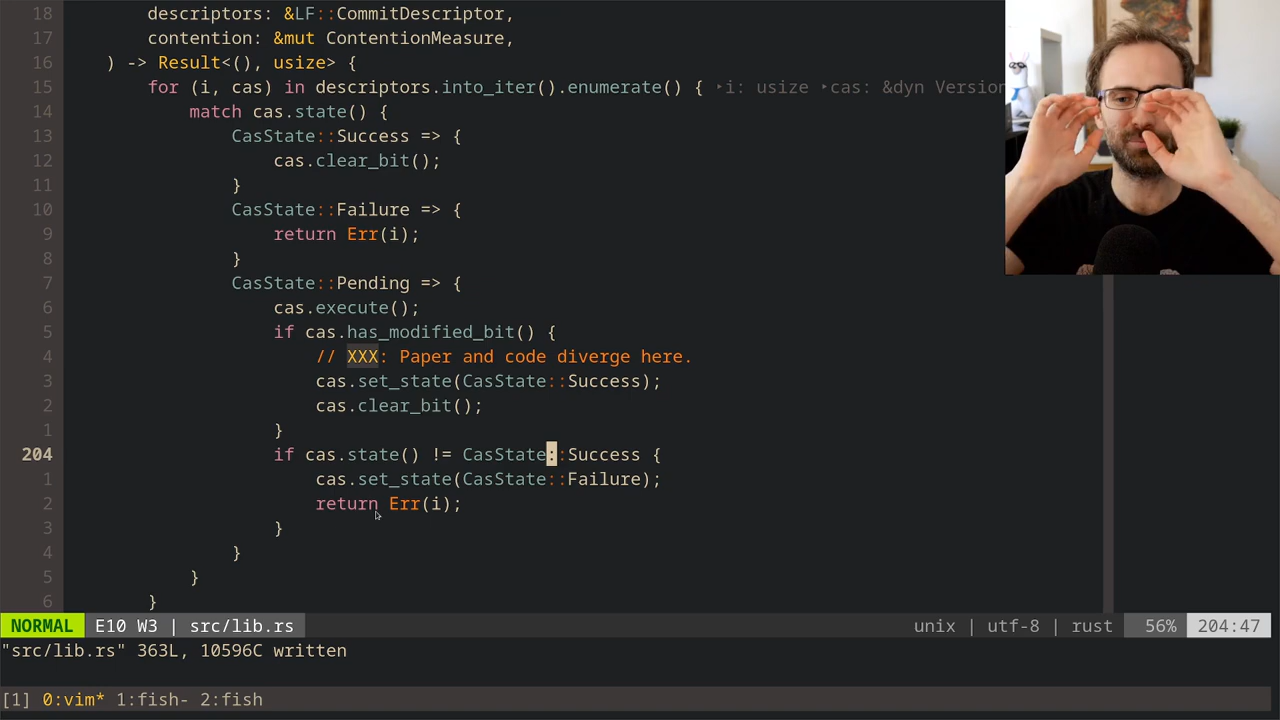 18 descriptors: &LF::CommitDescriptor,
17 contention: &mut ContentionMeasure,
16 ) -> Result<(), usize> {
15 for (i, cas) in descriptors.into_iter().enumerate() { ‣i: usize ‣cas: &dyn Version
14 match cas.state() {
13 CasState::Success => {
12 cas.clear_bit();
11 }
10 CasState::Failure => {
9 return Err(i);
8 }
7 CasState::Pending => {
6 cas.execute();
5 if cas.has_modified_bit() {
4 // XXX: Paper and code diverge here.
3 cas.set_state(CasState::Success);
2 cas.clear_bit();
1 }
204 if cas.state() != CasState::Success {
1 cas.set_state(CasState::Failure);
2 return Err(i);
3 }
4 }
5 }
6 }
NORMAL E10 W3 | src/lib.rs unix | utf-8 | rust 56% 204:47
"src/lib.rs" 363L, 10596C written
[1] 0:vim* 1:fish- 2:fish